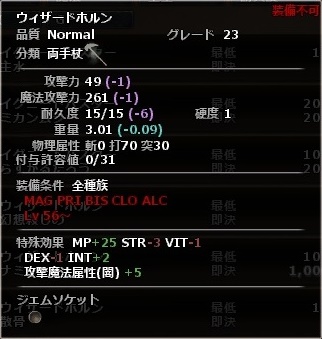 装備不可
ウィザードホルン
品質 Normal グレード 23
分類 両手杖
攻撃力 49 (-1)
魔法攻撃力 261 (-1)
耐久度 15/15 (-6) 硬度 1
重量 3.01 (-0.09)
物理属性 斬0 打70 突30
付与許容値 0/31
装備条件 全種族
MAG PRI BIS CLO ALC
Lv 56~
特殊効果 MP+25 STR-3 VIT-1
DEX-1 INT+2
攻撃魔法属性(闇) +5
ジェムソケット